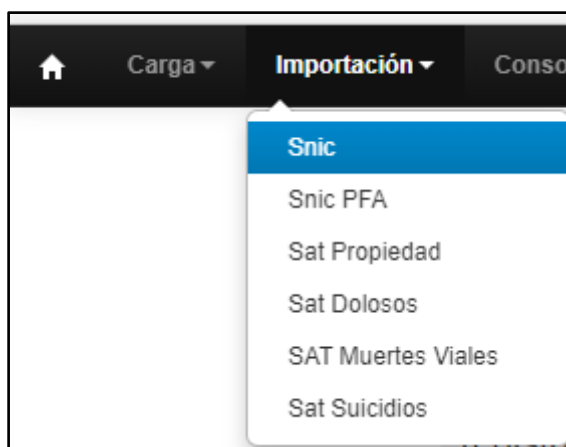 Carga Importación
Snic
Snic PFA
Sat Propiedad
Sat Dolosos
SAT Muertes Viales
Sat Suicidios